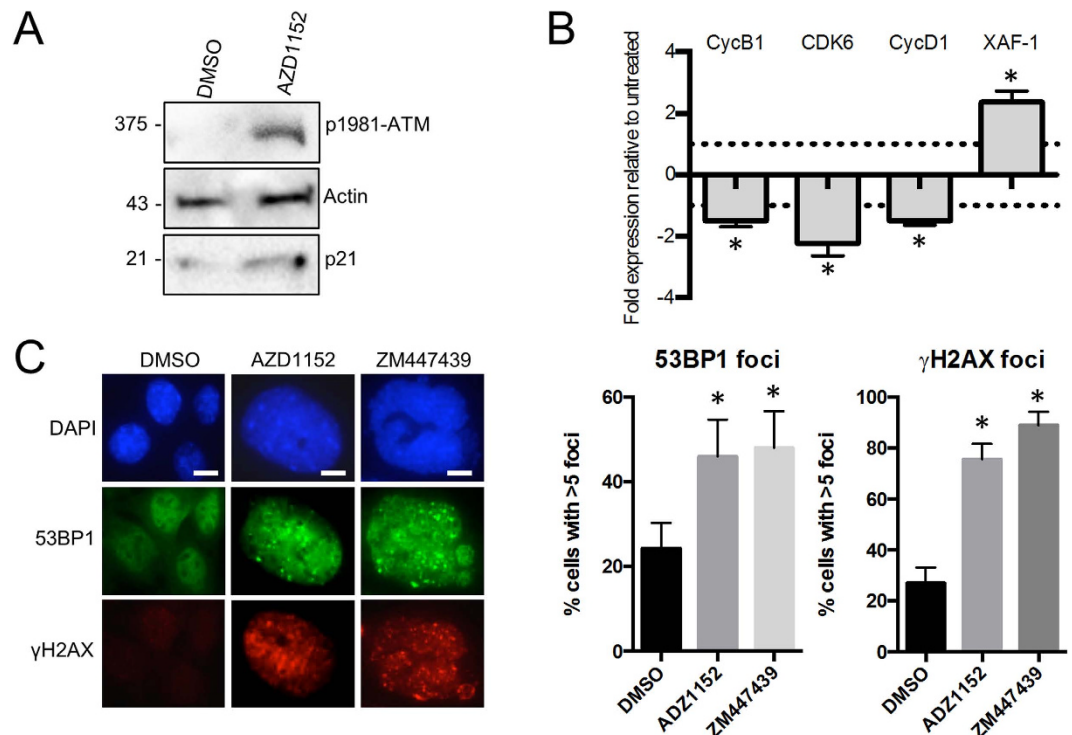 A
DMSO
AZD1152
375 -
p1981-ATM
43 -
Actin
21 -
p21
B
CycB1 CDK6 CycD1 XAF-1
Fold expression relative to untreated
4
2
0
-2
-4
*
*
*
*
C
DMSO AZD1152 ZM447439
DAPI
53BP1
γH2AX
53BP1 foci
% cells with >5 foci
60
40
20
0
* *
DMSO
ADZ1152
ZM447439
γH2AX foci
% cells with >5 foci
100
80
60
40
20
0
* *
DMSO
ADZ1152
ZM447439